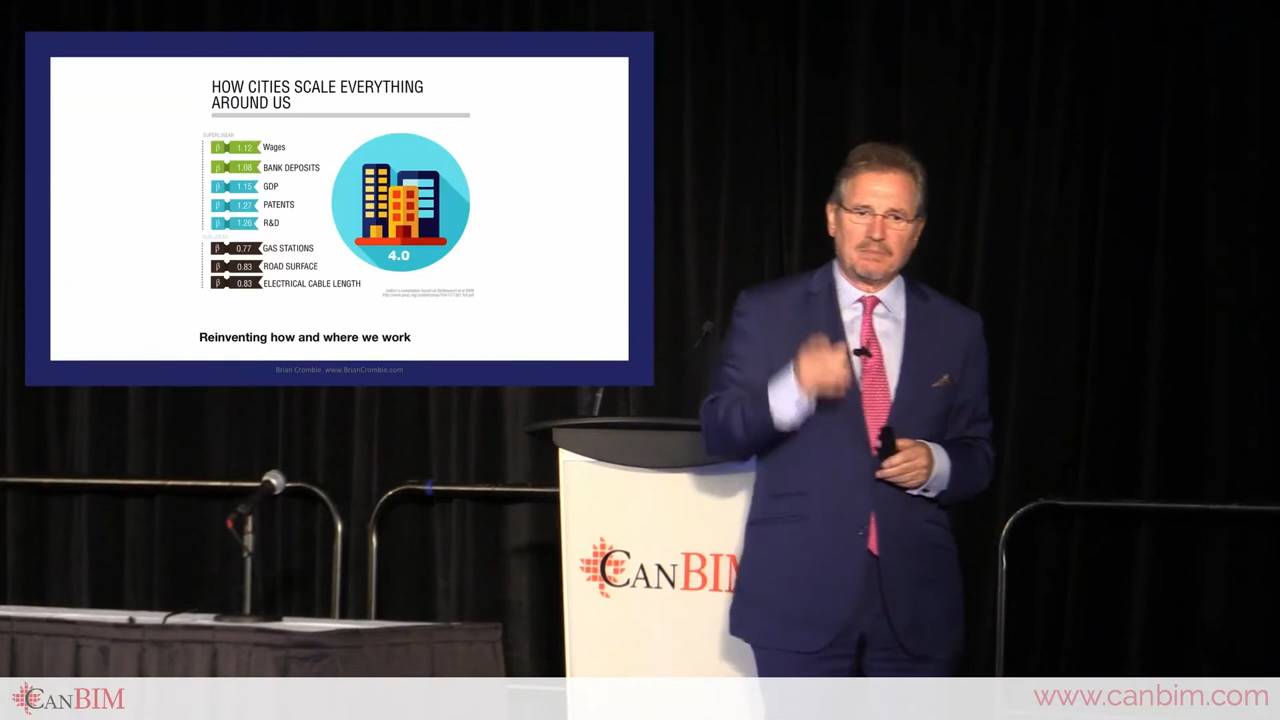 HOW CITIES SCALE EVERYTHING
AROUND US
SUPERLINEAR
β 1.12 Wages
β 1.08 BANK DEPOSITS
β 1.15 GDP
β 1.27 PATENTS
β 1.26 R&D
β 0.77 GAS STATIONS
β 0.83 ROAD SURFACE
β 0.83 ELECTRICAL CABLE LENGTH
4.0
Reinventing how and where we work
Brian Crombie www.BrianCrombie.com
CANBIM
CANBIM
www.canbim.com